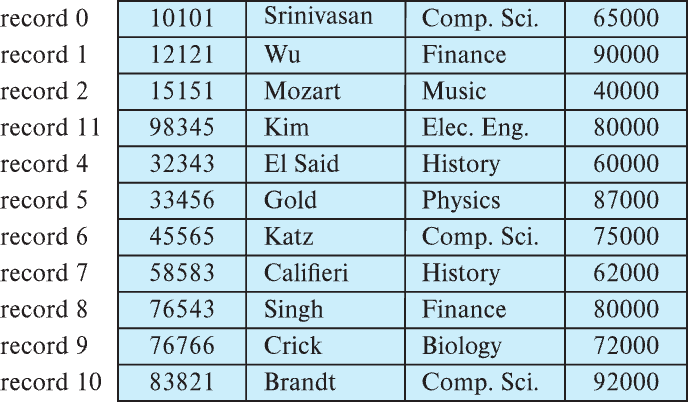 record 0 10101 Srinivasan Comp. Sci. 65000
record 1 12121 Wu Finance 90000
record 2 15151 Mozart Music 40000
record 11 98345 Kim Elec. Eng. 80000
record 4 32343 El Said History 60000
record 5 33456 Gold Physics 87000
record 6 45565 Katz Comp. Sci. 75000
record 7 58583 Califieri History 62000
record 8 76543 Singh Finance 80000
record 9 76766 Crick Biology 72000
record 10 83821 Brandt Comp. Sci. 92000